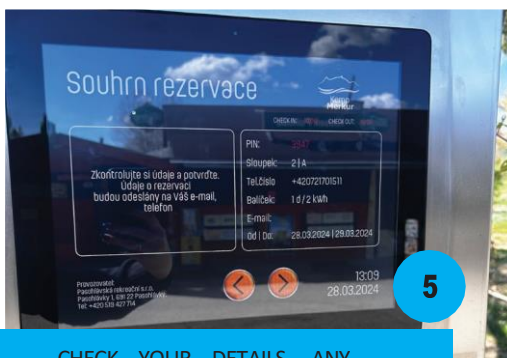 Souhrn rezervace
Kemp
Merkur
CHECK IN:
CHECK OUT:
Zkontrolujte si údaje a potvrďte.
Údaje o rezervaci
budou odeslány na Váš e-mail,
telefon
PIN:
Sloupek: 2 | A
Tel.číslo +420721701511
Balíček: 1 d / 2 kWh
E-mail:
Od | Do: 28.03.2024 | 29.03.2024
Provozovatel:
Pasohlávská rekreační s.r.o.
Pasohlávky 1, 691 22 Pasohlávky
Tel: +420 519 427 714
13:09
28.03.2024
5
CHECK YOUR DETAILS. ANY